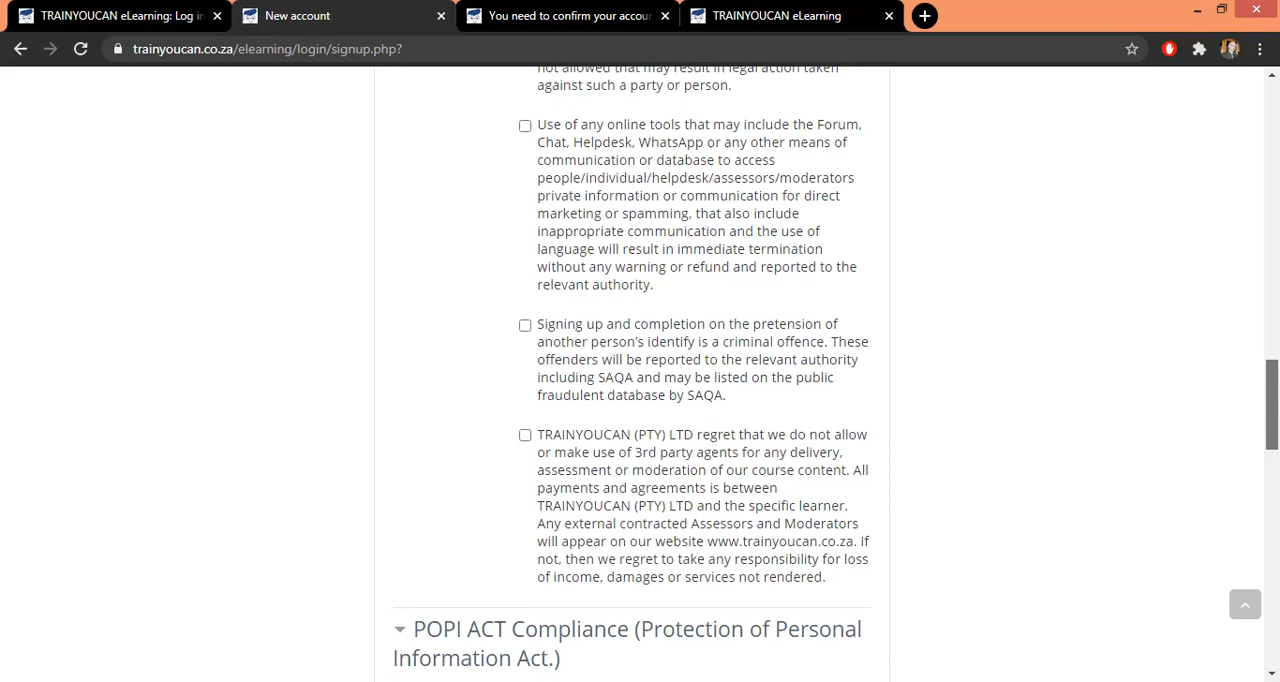 TRAINYOUCAN eLearning: Log in
New account
You need to confirm your accou
TRAINYOUCAN eLearning
trainyoucan.co.za/elearning/login/signup.php?
not allowed that may result in legal action taken
against such a party or person.
Use of any online tools that may include the Forum,
Chat, Helpdesk, WhatsApp or any other means of
communication or database to access
people/individual/helpdesk/assessors/moderators
private information or communication for direct
marketing or spamming, that also include
inappropriate communication and the use of
language will result in immediate termination
without any warning or refund and reported to the
relevant authority.
Signing up and completion on the pretension of
another person's identify is a criminal offence. These
offenders will be reported to the relevant authority
including SAQA and may be listed on the public
fraudulent database by SAQA.
TRAINYOUCAN (PTY) LTD regret that we do not allow
or make use of 3rd party agents for any delivery,
assessment or moderation of our course content. All
payments and agreements is between
TRAINYOUCAN (PTY) LTD and the specific learner.
Any external contracted Assessors and Moderators
will appear on our website www.trainyoucan.co.za. If
not, then we regret to take any responsibility for loss
of income, damages or services not rendered.
POPI ACT Compliance (Protection of Personal
Information Act.)